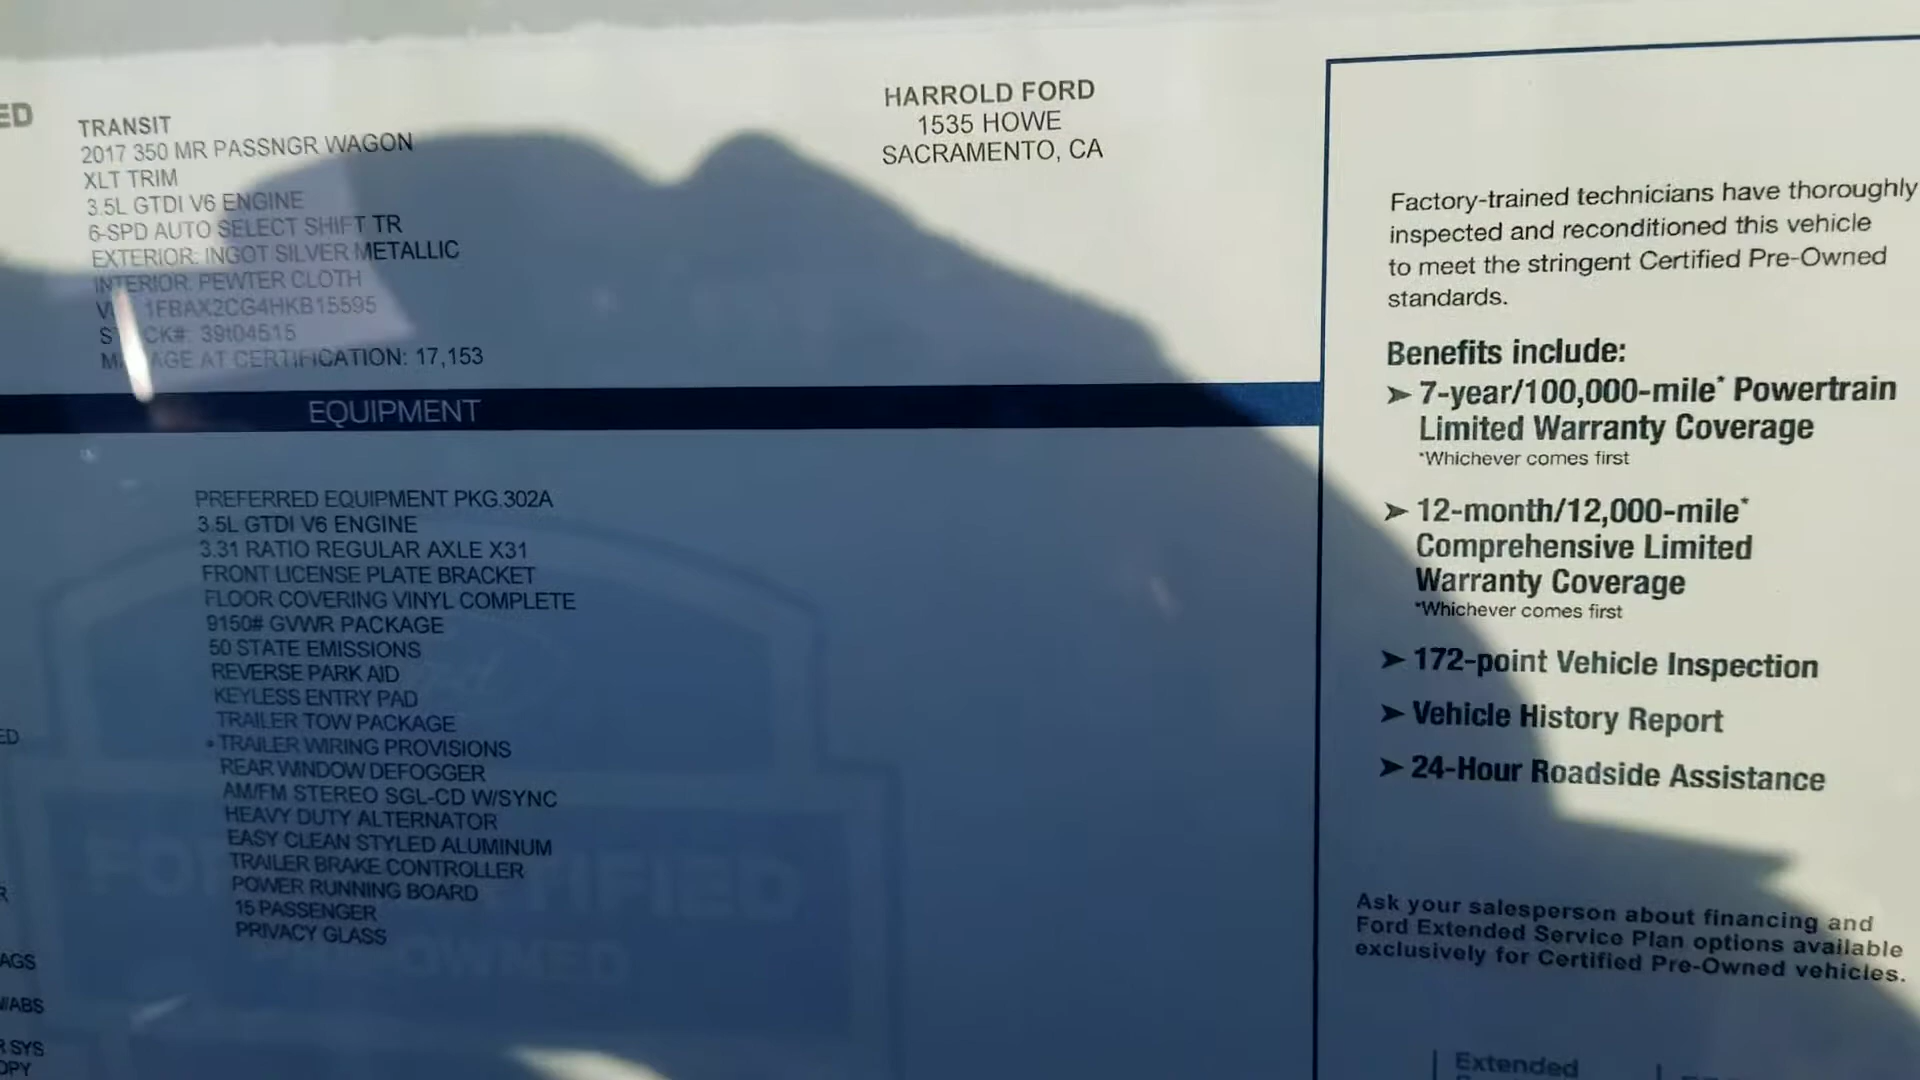 ED
TRANSIT
2017 350 MR PASSNGR WAGON
XLT TRIM
3.5L GTDI V6 ENGINE
6-SPD AUTO SELECT SHIFT TR
EXTERIOR: INGOT SILVER METALLIC
INTERIOR: PEWTER CLOTH
1FBAX2CG4HKB15595
CK#: 39t04515
AT CERTIFICATION: 17,153
HARROLD FORD
1535 HOWE
SACRAMENTO, CA
EQUIPMENT
PREFERRED EQUIPMENT PKG.302A
3.5L GTDI V6 ENGINE
3.31 RATIO REGULAR AXLE X31
FRONT LICENSE PLATE BRACKET
FLOOR COVERING VINYL COMPLETE
9150# GVWR PACKAGE
50 STATE EMISSIONS
REVERSE PARK AID
KEYLESS ENTRY PAD
TRAILER TOW PACKAGE
• TRAILER WIRING PROVISIONS
REAR WINDOW DEFOGGER
AM/FM STEREO SGL-CD W/SYNC
HEAVY DUTY ALTERNATOR
EASY CLEAN STYLED ALUMINUM
TRAILER BRAKE CONTROLLER
POWER RUNNING BOARD
15 PASSENGER
PRIVACY GLASS
ED
R
AGS
/ABS
R SYS
OPY
Factory-trained technicians have thoroughly
inspected and reconditioned this vehicle
to meet the stringent Certified Pre-Owned
standards.
Benefits include:
➤ 7-year/100,000-mile* Powertrain
Limited Warranty Coverage
*Whichever comes first
➤ 12-month/12,000-mile*
Comprehensive Limited
Warranty Coverage
*Whichever comes first
➤ 172-point Vehicle Inspection
➤ Vehicle History Report
➤ 24-Hour Roadside Assistance
Ask your salesperson about financing and
Ford Extended Service Plan options available
exclusively for Certified Pre-Owned vehicles.
Extended